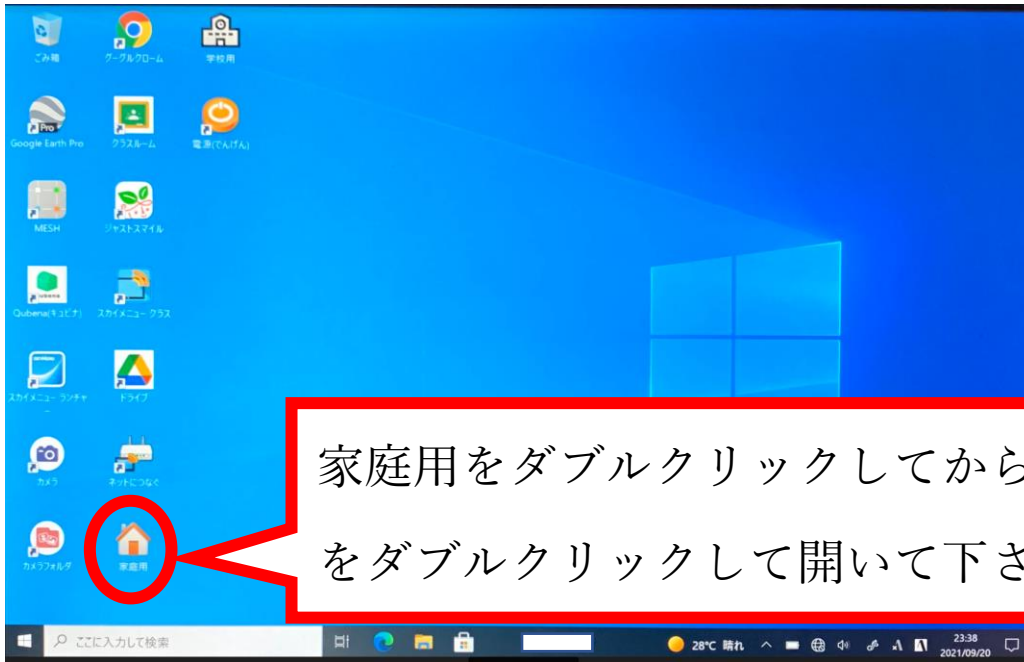 ごみ箱
グーグルクローム
学校用
Pro
Google Earth Pro
クラスルーム
電源(でんげん)
MESH
ジャストスマイル
Qubena(キュビナ)
スカイメニュー クラス
スカイメニュー ランチャー
ドライブ
カメラ
ネットにつなぐ
カメラフォルダ
家庭用
家庭用をダブルクリックしてから
をダブルクリックして開いて下さ
ここに入力して検索
28°C 晴れ
23:38
2021/09/20